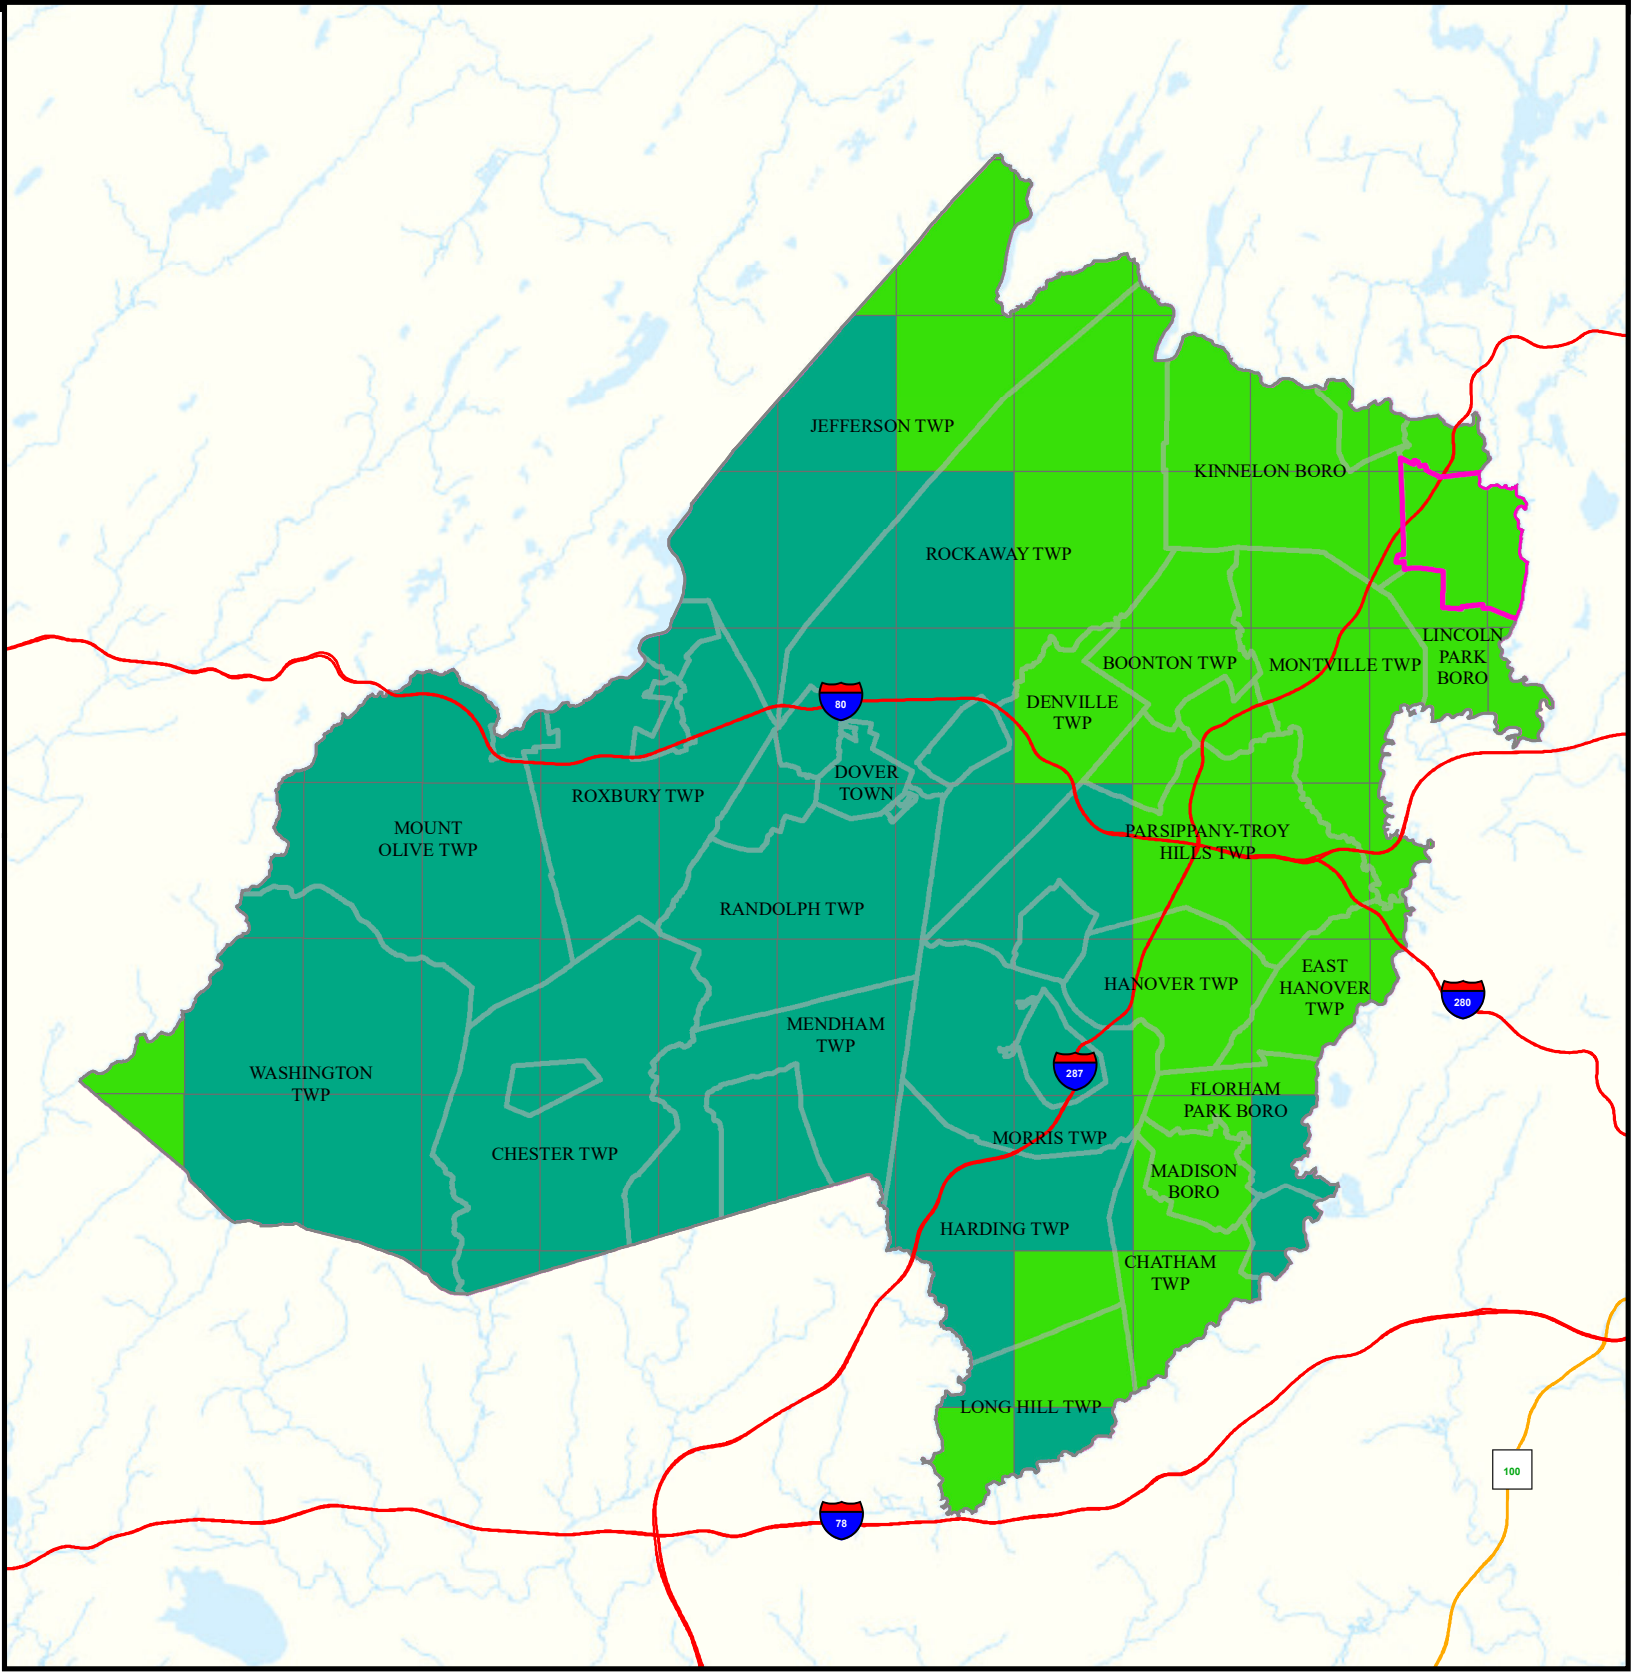 JEFFERSON TWP
KINNELON BORO
ROCKAWAY TWP
LINCOLN
PARK
BORO
BOONTON TWP
MONTVILLE TWP
DENVILLE
TWP
80
DOVER
TOWN
ROXBURY TWP
MOUNT
OLIVE TWP
PARSIPPANY-TROY
HILLS TWP
RANDOLPH TWP
HANOVER TWP
EAST
HANOVER
TWP
280
MENDHAM
TWP
WASHINGTON
TWP
287
FLORHAM
PARK BORO
MORRIS TWP
CHESTER TWP
MADISON
BORO
HARDING TWP
CHATHAM
TWP
LONG HILL TWP
100
78